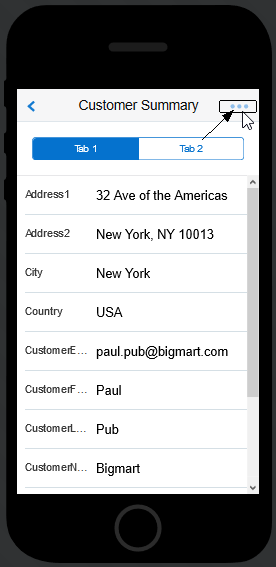 Customer Summary
Tab 1 Tab 2
Address1 32 Ave of the Americas
Address2 New York, NY 10013
City New York
Country USA
CustomerE... paul.pub@bigmart.com
CustomerF... Paul
CustomerL... Pub
CustomerN... Bigmart